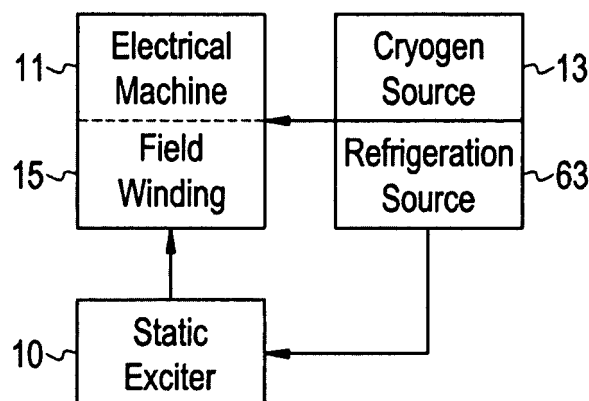 11
Electrical
Machine
Cryogen
Source
13
15
Field
Winding
Refrigeration
Source
63
10
Static
Exciter